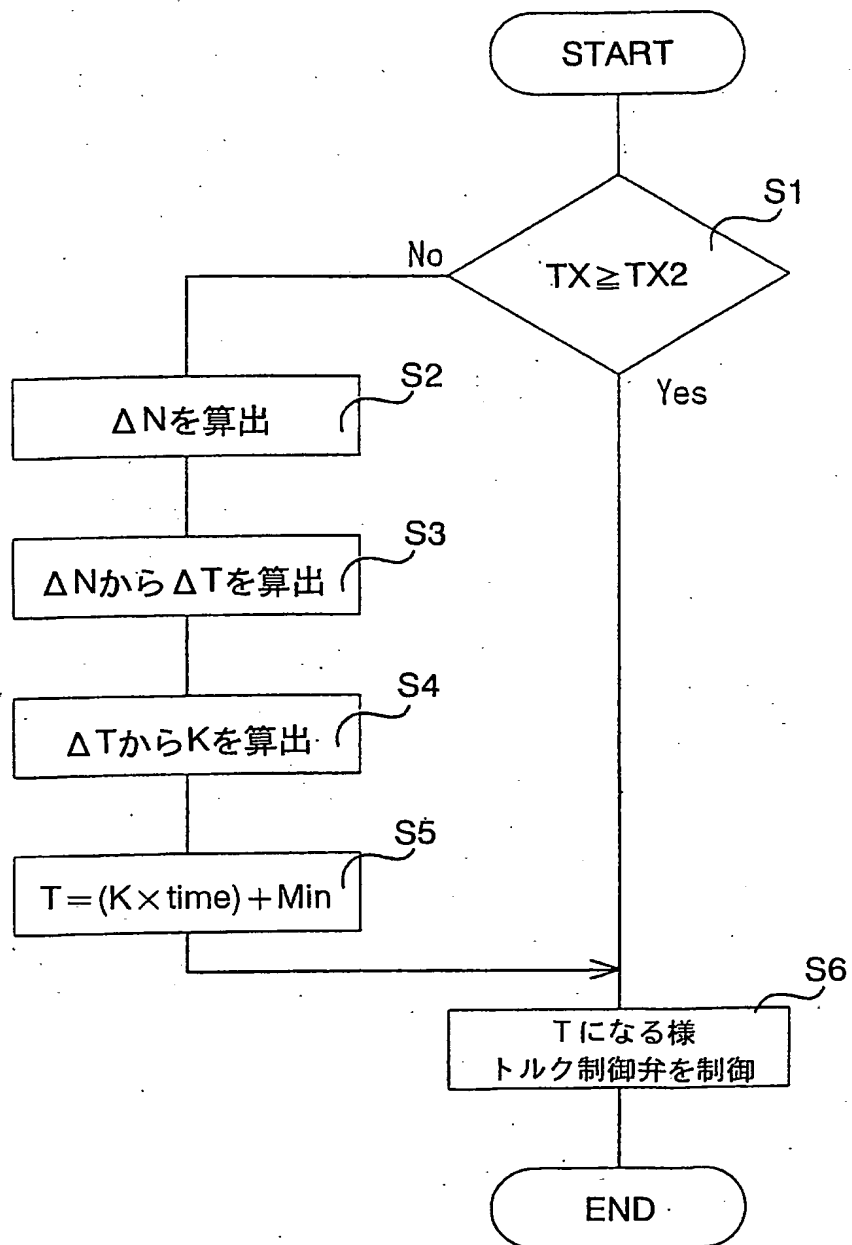 START
S1
TX≧TX2
No
Yes
S2
ΔNを算出
S3
ΔNからΔTを算出
S4
ΔTからKを算出
S5
T=(K×time)+Min
S6
Tになる様
トルク制御弁を制御
END